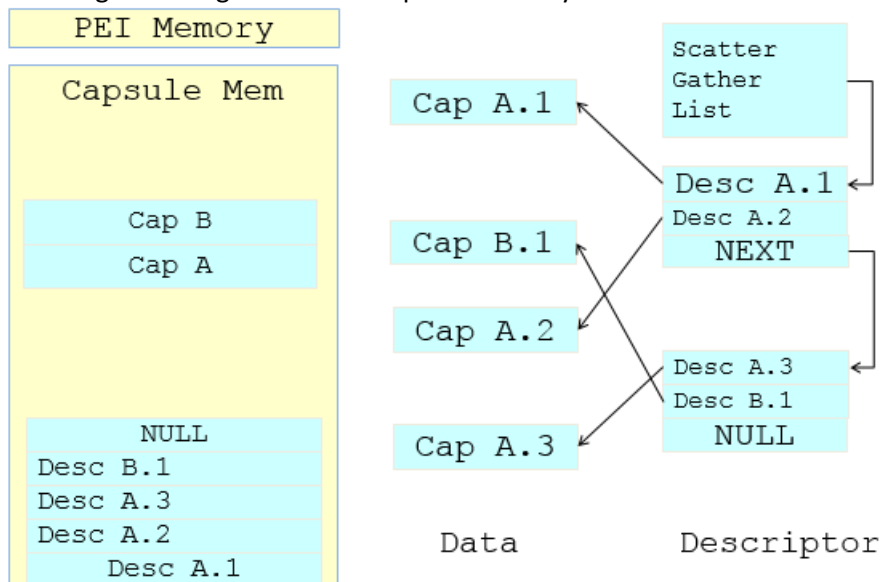 PEI Memory
Capsule Mem
Cap B
Cap A
NULL
Desc B.1
Desc A.3
Desc A.2
Desc A.1
Cap A.1
Cap B.1
Cap A.2
Cap A.3
Data
Scatter
Gather
List
Desc A.1
Desc A.2
NEXT
Desc A.3
Desc B.1
NULL
Descriptor